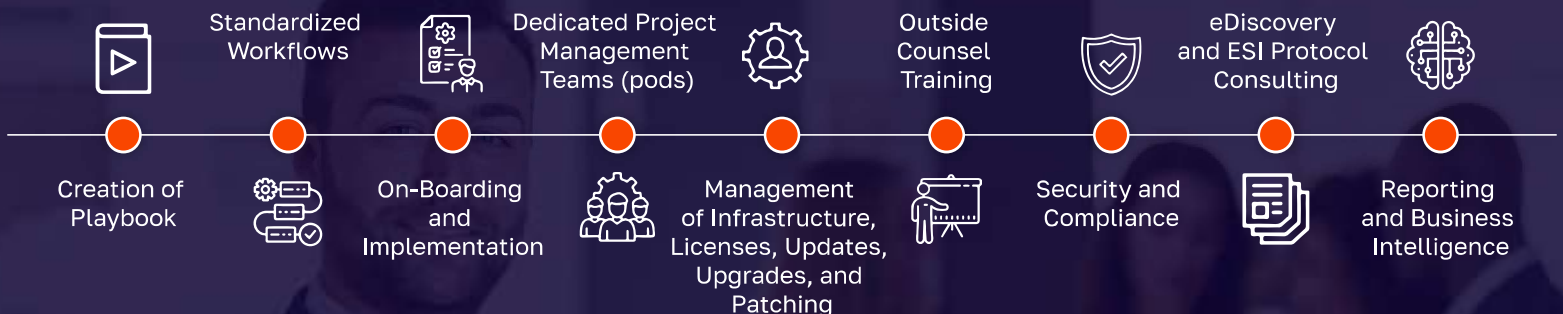 Creation of
Playbook
Standardized
Workflows
On-Boarding
and
Implementation
Dedicated Project
Management
Teams (pods)
Management
of Infrastructure,
Licenses, Updates,
Upgrades, and
Patching
Outside
Counsel
Training
Security and
Compliance
eDiscovery
and ESI Protocol
Consulting
Reporting
and Business
Intelligence